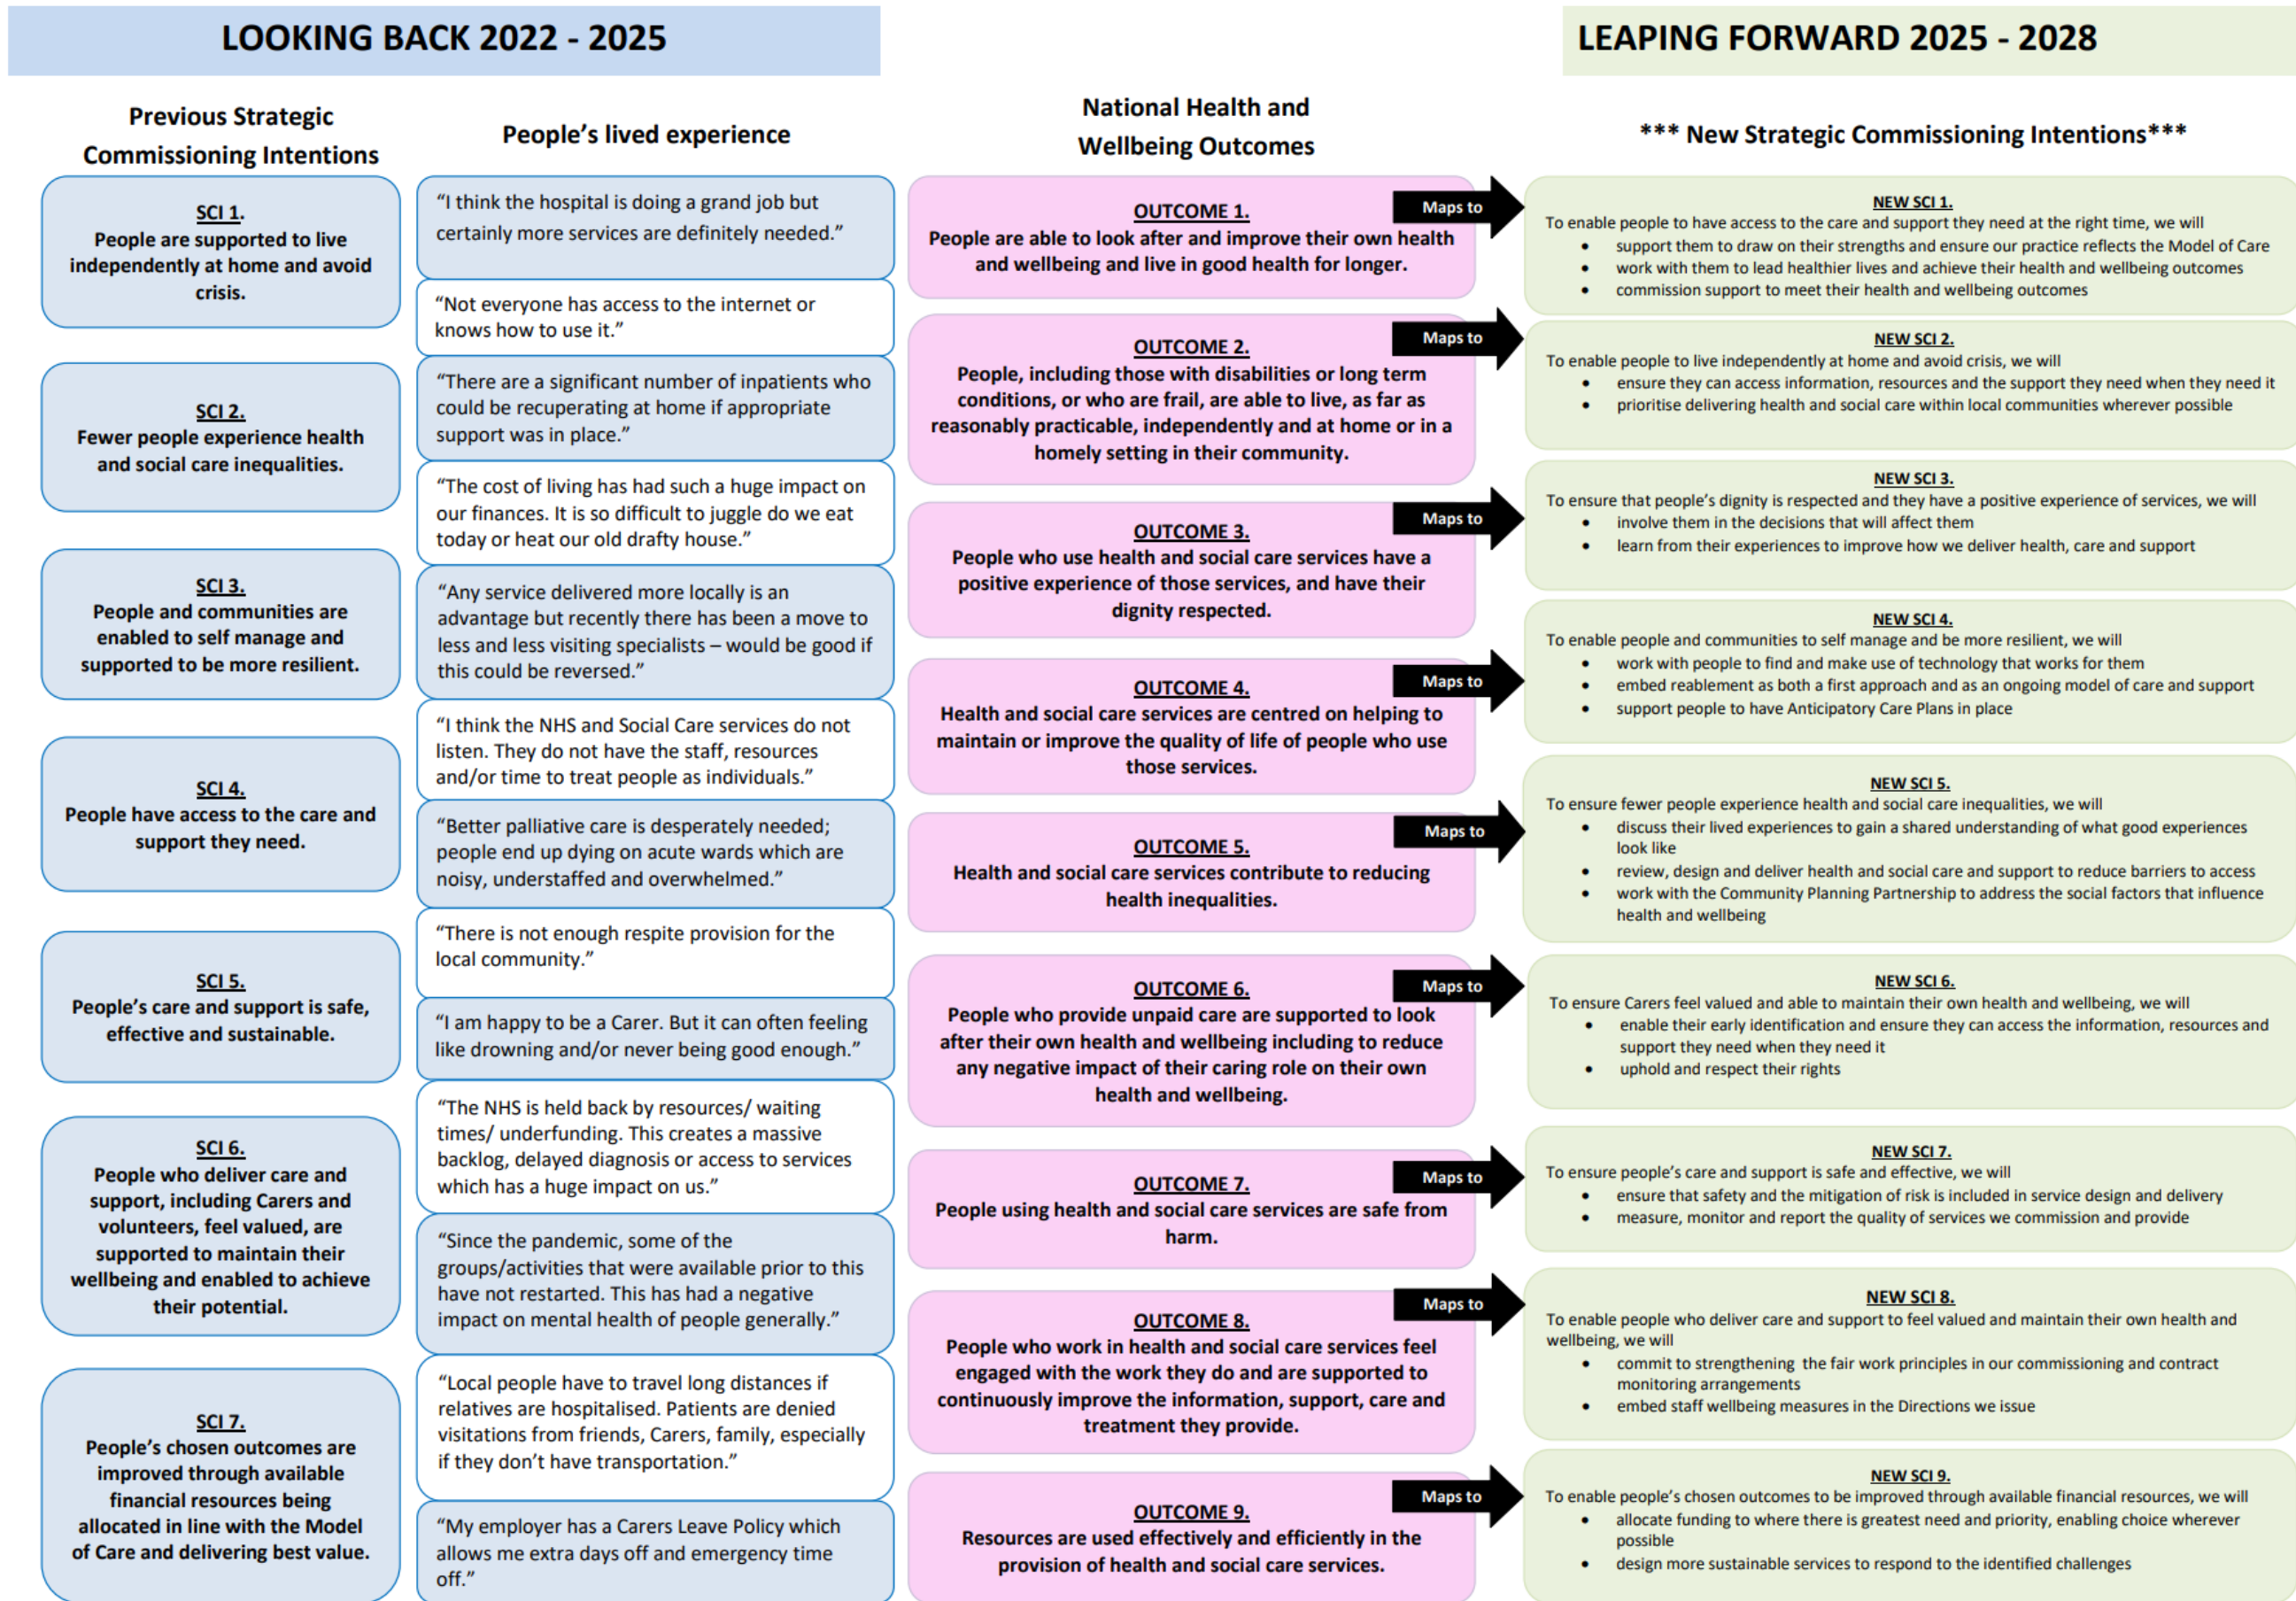 LOOKING BACK 2022 - 2025
LEAPING FORWARD 2025 - 2028
Previous Strategic
Commissioning Intentions
SCI 1.
People are supported to live
independently at home and avoid
crisis.
SCI 2.
Fewer people experience health
and social care inequalities.
SCI 3.
People and communities are
enabled to self manage and
supported to be more resilient.
SCI 4.
People have access to the care and
support they need.
SCI 5.
People’s care and support is safe,
effective and sustainable.
SCI 6.
People who deliver care and
support, including Carers and
volunteers, feel valued, are
supported to maintain their
wellbeing and enabled to achieve
their potential.
SCI 7.
People’s chosen outcomes are
improved through available
financial resources being
allocated in line with the Model
of Care and delivering best value.
People’s lived experience
“I think the hospital is doing a grand job but
certainly more services are definitely needed.”
“Not everyone has access to the internet or
knows how to use it.”
“There are a significant number of inpatients who
could be recuperating at home if appropriate
support was in place.”
“The cost of living has had such a huge impact on
our finances. It is so difficult to juggle do we eat
today or heat our old drafty house.”
“Any service delivered more locally is an
advantage but recently there has been a move to
less and less visiting specialists – would be good if
this could be reversed.”
“I think the NHS and Social Care services do not
listen. They do not have the staff, resources
and/or time to treat people as individuals.”
“Better palliative care is desperately needed;
people end up dying on acute wards which are
noisy, understaffed and overwhelmed.”
“There is not enough respite provision for the
local community.”
“I am happy to be a Carer. But it can often feeling
like drowning and/or never being good enough.”
“The NHS is held back by resources/ waiting
times/ underfunding. This creates a massive
backlog, delayed diagnosis or access to services
which has a huge impact on us.”
“Since the pandemic, some of the
groups/activities that were available prior to this
have not restarted. This has had a negative
impact on mental health of people generally.”
“Local people have to travel long distances if
relatives are hospitalised. Patients are denied
visitations from friends, Carers, family, especially
if they don’t have transportation.”
“My employer has a Carers Leave Policy which
allows me extra days off and emergency time
off.”
National Health and
Wellbeing Outcomes
*** New Strategic Commissioning Intentions***
OUTCOME 1.
People are able to look after and improve their own health
and wellbeing and live in good health for longer.
Maps to
NEW SCI 1.
To enable people to have access to the care and support they need at the right time, we will
• support them to draw on their strengths and ensure our practice reflects the Model of Care
• work with them to lead healthier lives and achieve their health and wellbeing outcomes
• commission support to meet their health and wellbeing outcomes
OUTCOME 2.
People, including those with disabilities or long term
conditions, or who are frail, are able to live, as far as
reasonably practicable, independently and at home or in a
homely setting in their community.
Maps to
NEW SCI 2.
To enable people to live independently at home and avoid crisis, we will
• ensure they can access information, resources and the support they need when they need it
• prioritise delivering health and social care within local communities wherever possible
OUTCOME 3.
People who use health and social care services have a
positive experience of those services, and have their
dignity respected.
Maps to
NEW SCI 3.
To ensure that people’s dignity is respected and they have a positive experience of services, we will
• involve them in the decisions that will affect them
• learn from their experiences to improve how we deliver health, care and support
OUTCOME 4.
Health and social care services are centred on helping to
maintain or improve the quality of life of people who use
those services.
Maps to
NEW SCI 4.
To enable people and communities to self manage and be more resilient, we will
• work with people to find and make use of technology that works for them
• embed reablement as both a first approach and as an ongoing model of care and support
• support people to have Anticipatory Care Plans in place
OUTCOME 5.
Health and social care services contribute to reducing
health inequalities.
Maps to
NEW SCI 5.
To ensure fewer people experience health and social care inequalities, we will
• discuss their lived experiences to gain a shared understanding of what good experiences
look like
• review, design and deliver health and social care and support to reduce barriers to access
• work with the Community Planning Partnership to address the social factors that influence
health and wellbeing
OUTCOME 6.
People who provide unpaid care are supported to look
after their own health and wellbeing including to reduce
any negative impact of their caring role on their own
health and wellbeing.
Maps to
NEW SCI 6.
To ensure Carers feel valued and able to maintain their own health and wellbeing, we will
• enable their early identification and ensure they can access the information, resources and
support they need when they need it
• uphold and respect their rights
OUTCOME 7.
People using health and social care services are safe from
harm.
Maps to
NEW SCI 7.
To ensure people’s care and support is safe and effective, we will
• ensure that safety and the mitigation of risk is included in service design and delivery
• measure, monitor and report the quality of services we commission and provide
OUTCOME 8.
People who work in health and social care services feel
engaged with the work they do and are supported to
continuously improve the information, support, care and
treatment they provide.
Maps to
NEW SCI 8.
To enable people who deliver care and support to feel valued and maintain their own health and
wellbeing, we will
• commit to strengthening the fair work principles in our commissioning and contract
monitoring arrangements
• embed staff wellbeing measures in the Directions we issue
OUTCOME 9.
Resources are used effectively and efficiently in the
provision of health and social care services.
Maps to
NEW SCI 9.
To enable people’s chosen outcomes to be improved through available financial resources, we will
• allocate funding to where there is greatest need and priority, enabling choice wherever
possible
• design more sustainable services to respond to the identified challenges